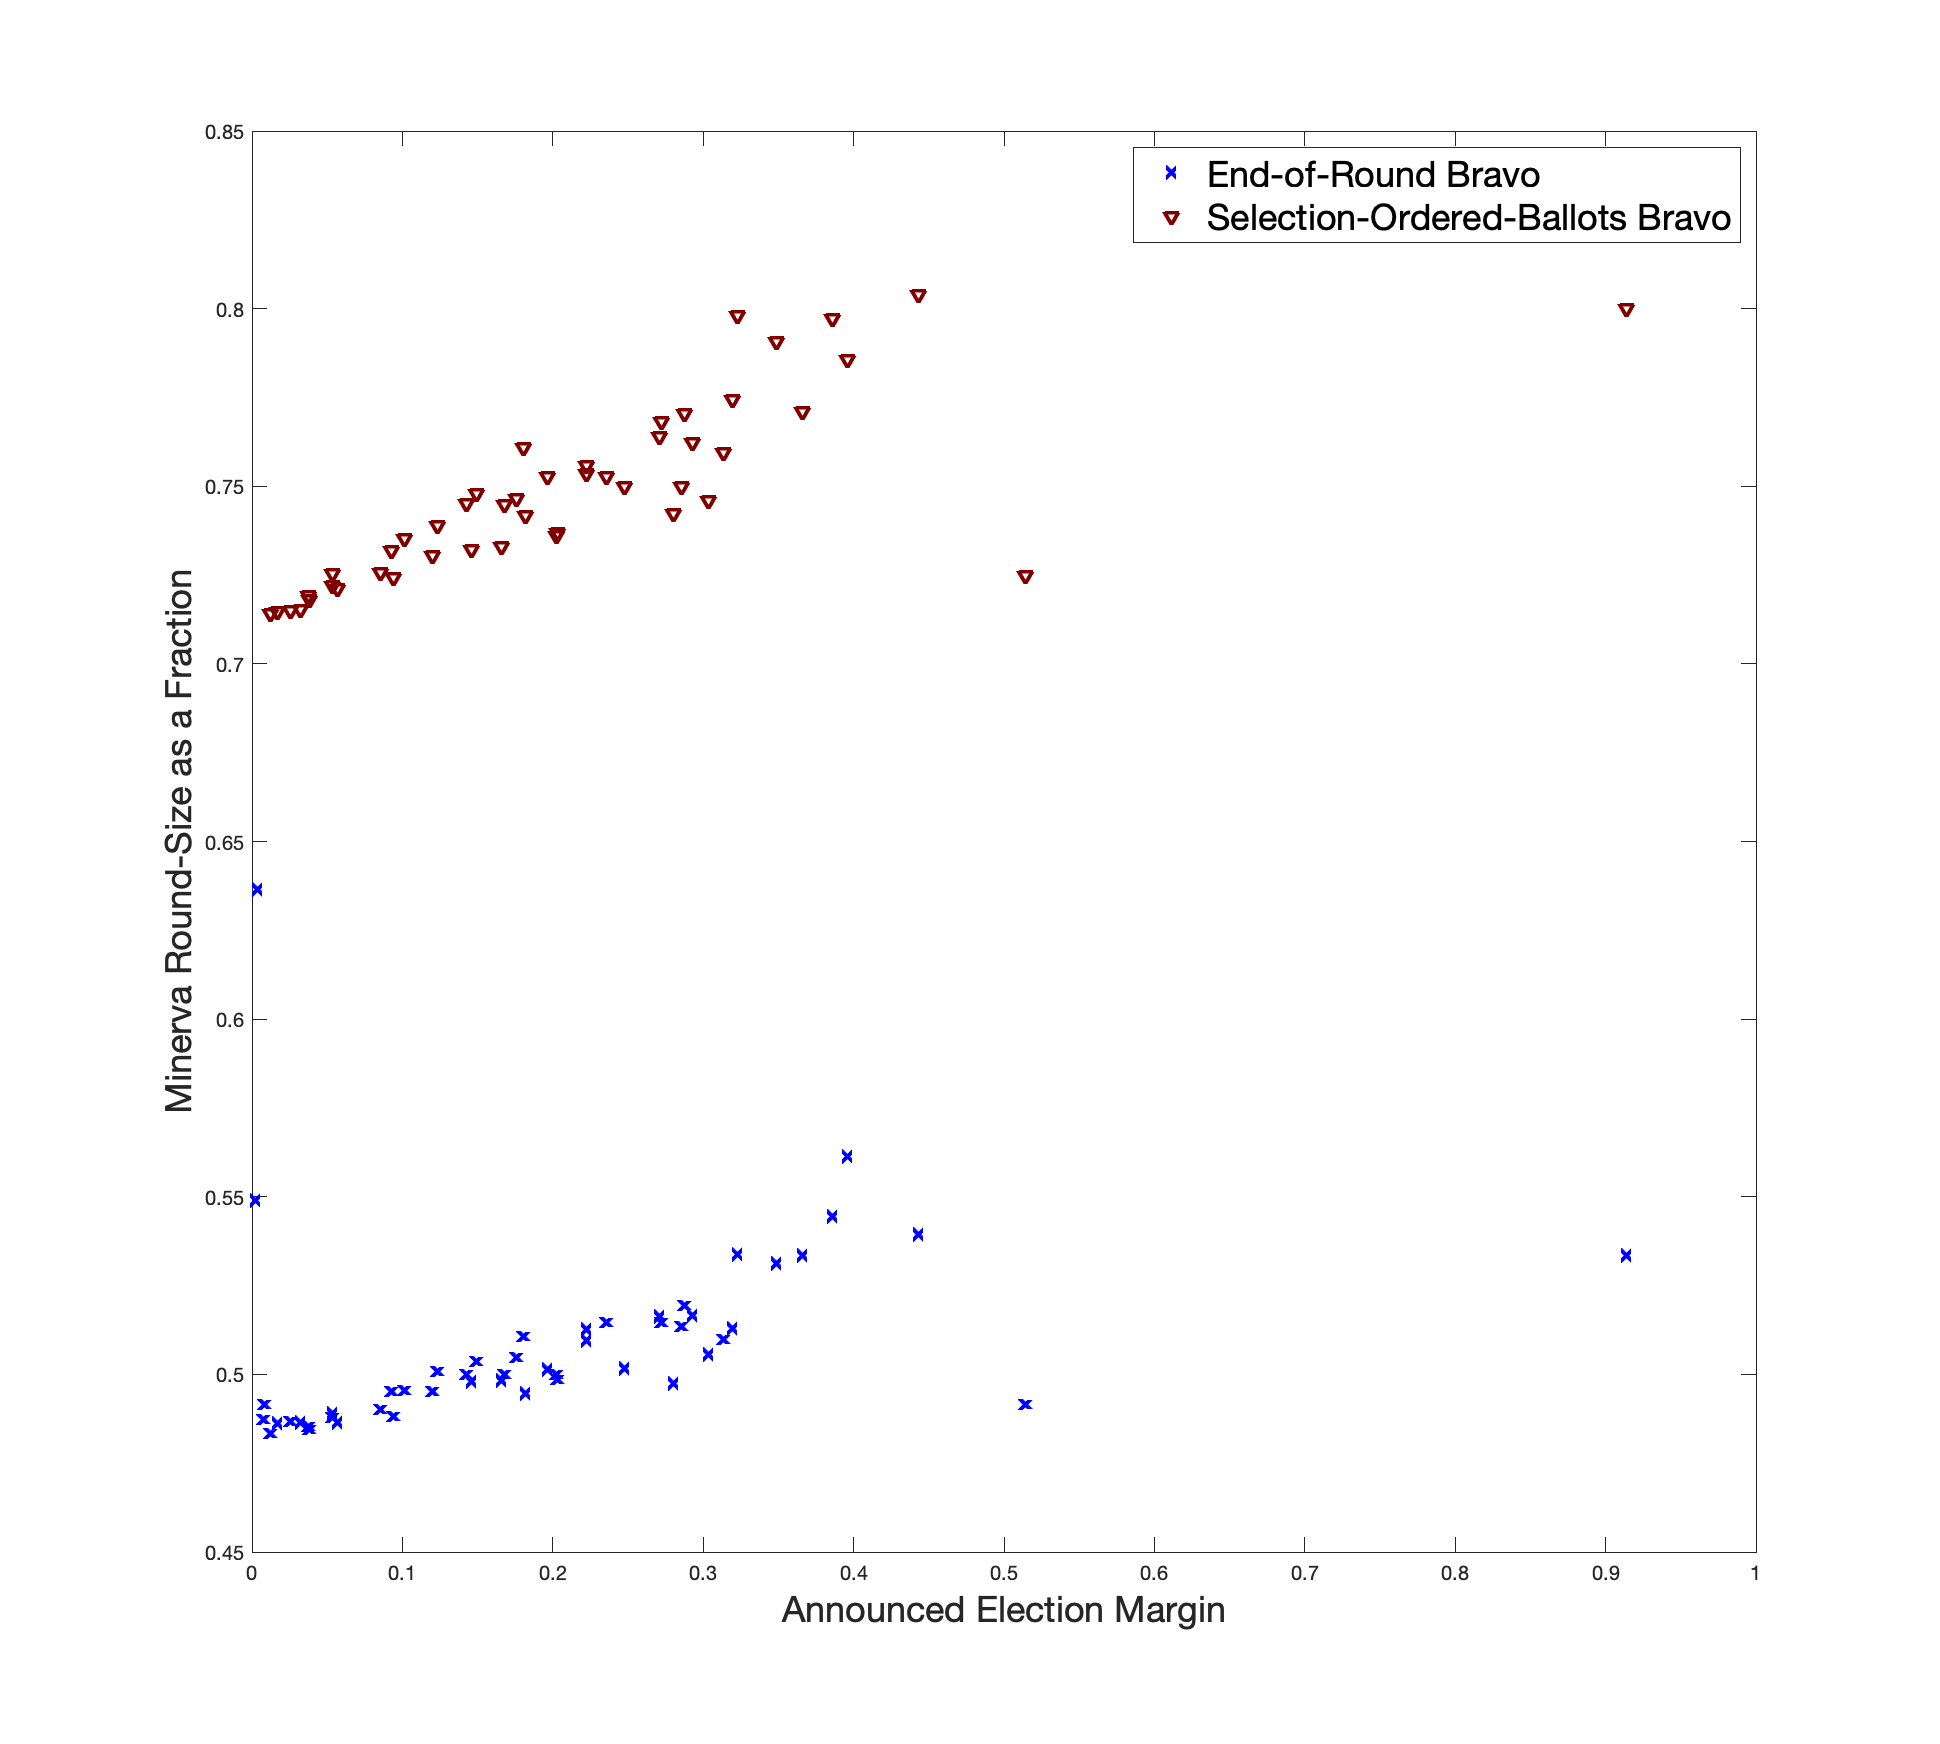 End-of-Round Bravo
Selection-Ordered-Ballots Bravo
Minerva Round-Size as a Fraction
0.85
0.8
0.75
0.7
0.65
0.6
0.55
0.5
0.45
0 0.1 0.2 0.3 0.4 0.5 0.6 0.7 0.8 0.9 1
Announced Election Margin